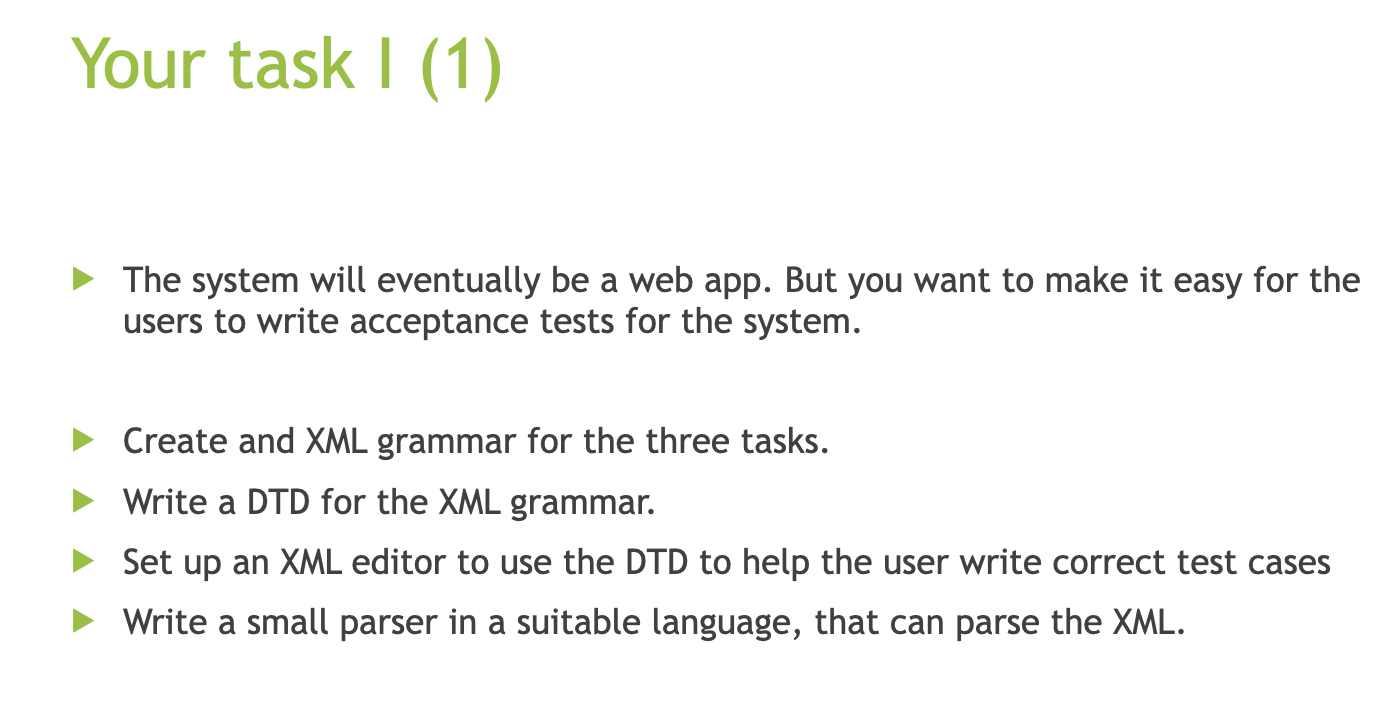 Your task I (1)
The system will eventually be a web app. But you want to make it easy for the
users to write acceptance tests for the system.
Create and XML grammar for the three tasks.
Write a DTD for the XML grammar.
Set up an XML editor to use the DTD to help the user write correct test cases
Write a small parser in a suitable language, that can parse the XML.